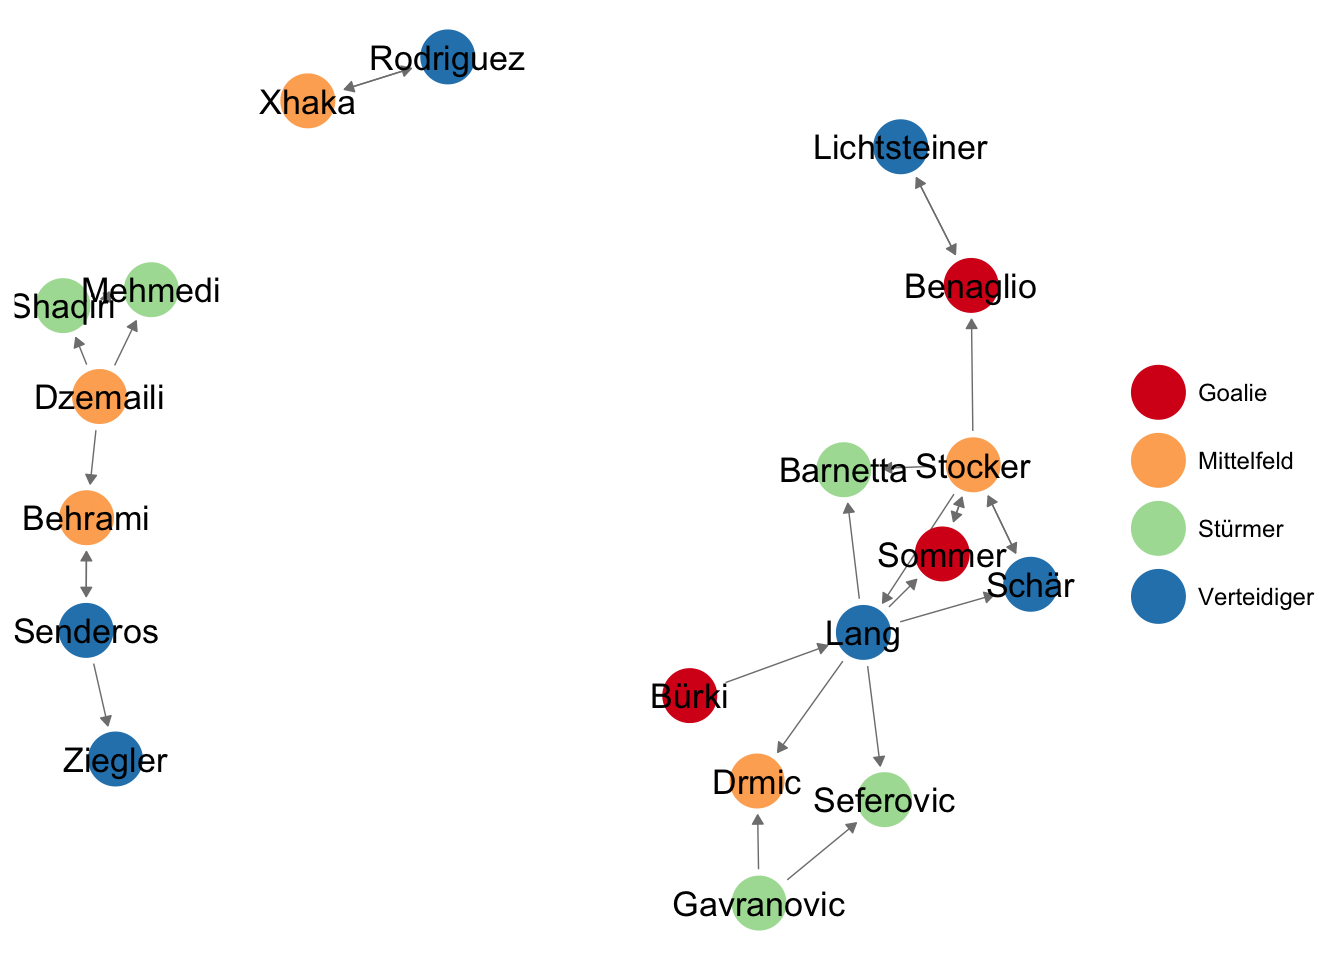 Rodriguez
Xhaka
Lichtsteiner
Benaglio
Mehmedi
Shaqiri
Dzemaili
Goalie
Mittelfeld
Stürmer
Verteidiger
Barnetta
Stocker
Behrami
Sommer
Schär
Senderos
Lang
Bürki
Ziegler
Drmic
Seferovic
Gavranovic